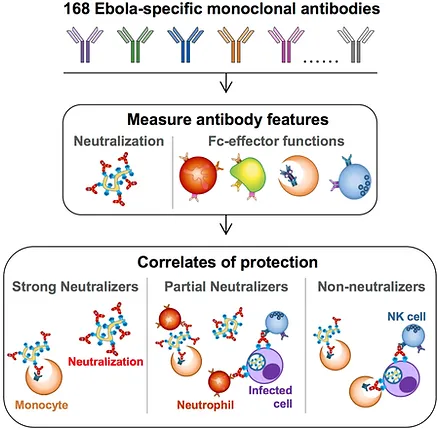 168 Ebola-specific monoclonal antibodies
......
Measure antibody features
Neutralization
Fc-effector functions
Correlates of protection
Strong Neutralizers
Partial Neutralizers
Non-neutralizers
NK cell
Neutralization
Monocyte
Neutrophil
Infected
cell